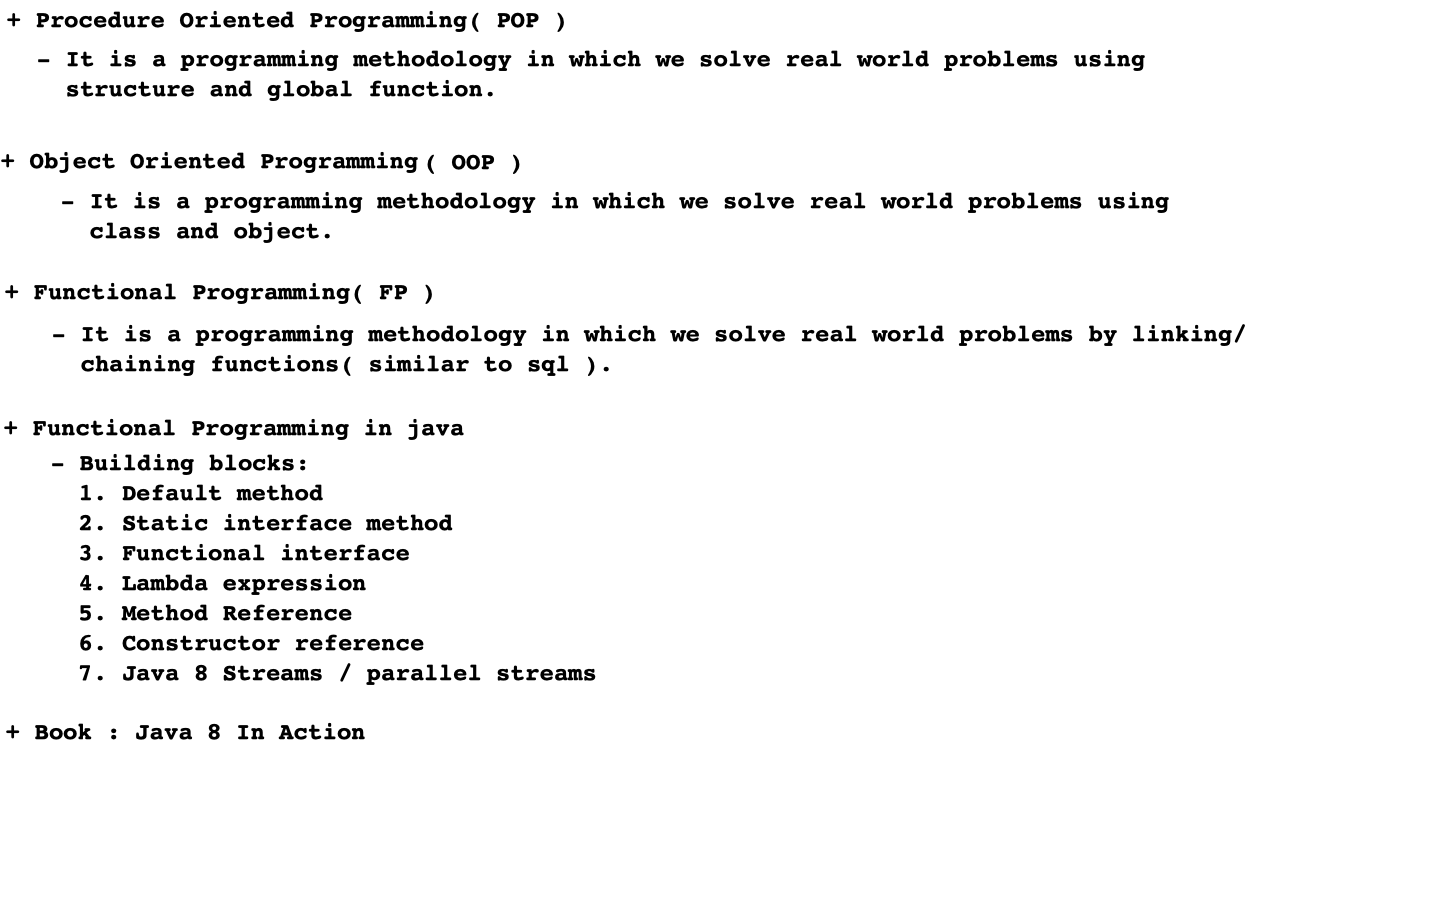 + Procedure Oriented Programming( POP )
- It is a programming methodology in which we solve real world problems using
structure and global function.
+ Object Oriented Programming ( OOP )
- It is a programming methodology in which we solve real world problems using
class and object.
+ Functional Programming( FP )
- It is a programming methodology in which we solve real world problems by linking/
chaining functions( similar to sql ).
+ Functional Programming in java
- Building blocks:
1. Default method
2. Static interface method
3. Functional interface
4. Lambda expression
5. Method Reference
6. Constructor reference
7. Java 8 Streams / parallel streams
+ Book : Java 8 In Action